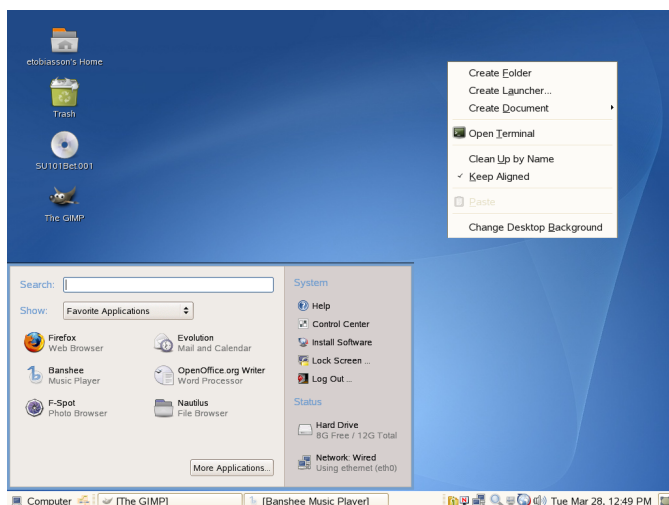 etobiasson's Home
Trash
SU101Bet.001
The GIMP
Create Folder
Create Launcher...
Create Document
Open Terminal
Clean Up by Name
Keep Aligned
Paste
Change Desktop Background
Search:
Show: Favorite Applications
Firefox
Web Browser
Evolution
Mail and Calendar
Banshee
Music Player
OpenOffice.org Writer
Word Processor
F-Spot
Photo Browser
Nautilus
File Browser
More Applications...
System
Help
Control Center
Install Software
Lock Screen ...
Log Out ...
Status
Hard Drive
8G Free / 12G Total
Network: Wired
Using ethernet (eth0)
Computer
[The GIMP]
[Banshee Music Player]
Tue Mar 28, 12:49 PM